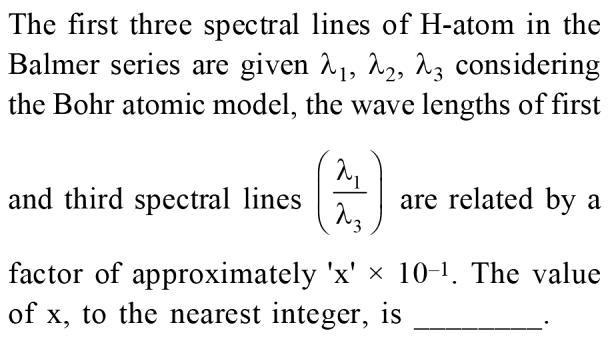 The first three spectral lines of H-atom in the
Balmer series are given λ₁, λ₂, λ₃ considering
the Bohr atomic model, the wave lengths of first
and third spectral lines (λ₁/λ₃) are related by a
factor of approximately 'x' × 10⁻¹. The value
of x, to the nearest integer, is ________.